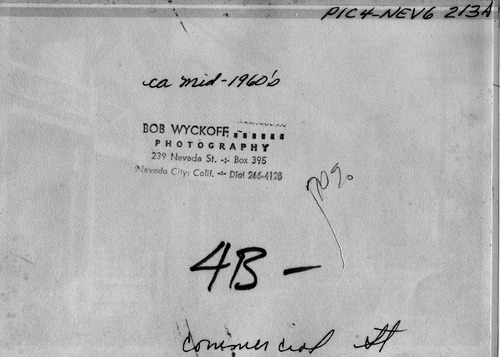 PIC4-NEV6 213A
ca mid-1960's
BOB WYCKOFF
PHOTOGRAPHY
239 Nevada St. -:- Box 395
Nevada City, Calif. -:- Dial 265-4128
neg.
4B -
commercial st